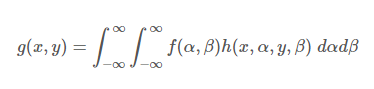 g(x, y) = ∫_{-∞}^{∞} ∫_{-∞}^{∞} f(α, β)h(x, α, y, β) dαdβ